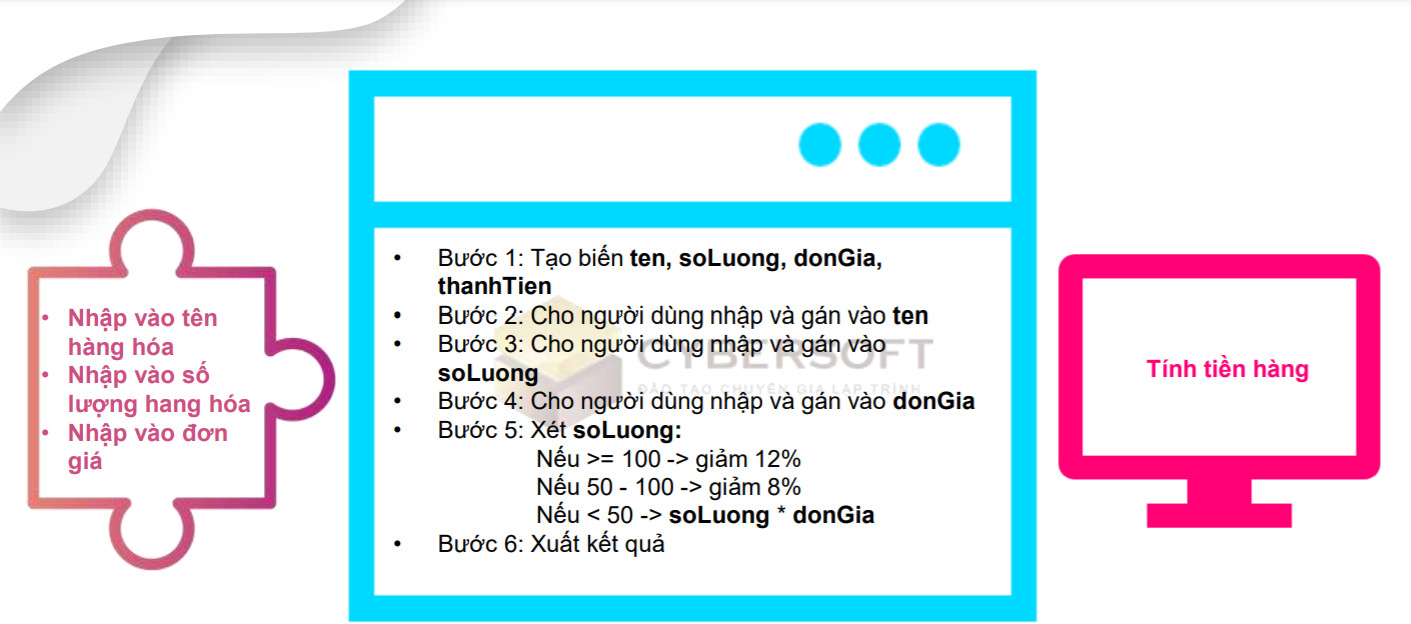 • Nhập vào tên
hàng hóa
• Nhập vào số
lượng hang hóa
• Nhập vào đơn
giá
• Bước 1: Tạo biến ten, soLuong, donGia,
thanhTien
• Bước 2: Cho người dùng nhập và gán vào ten
• Bước 3: Cho người dùng nhập và gán vào
soLuong
• Bước 4: Cho người dùng nhập và gán vào donGia
• Bước 5: Xét soLuong:
Nếu >= 100 -> giảm 12%
Nếu 50 - 100 -> giảm 8%
Nếu < 50 -> soLuong * donGia
• Bước 6: Xuất kết quả
CYBERSOFT
ĐÀO TẠO CHUYÊN GIA LẬP TRÌNH
Tính tiền hàng